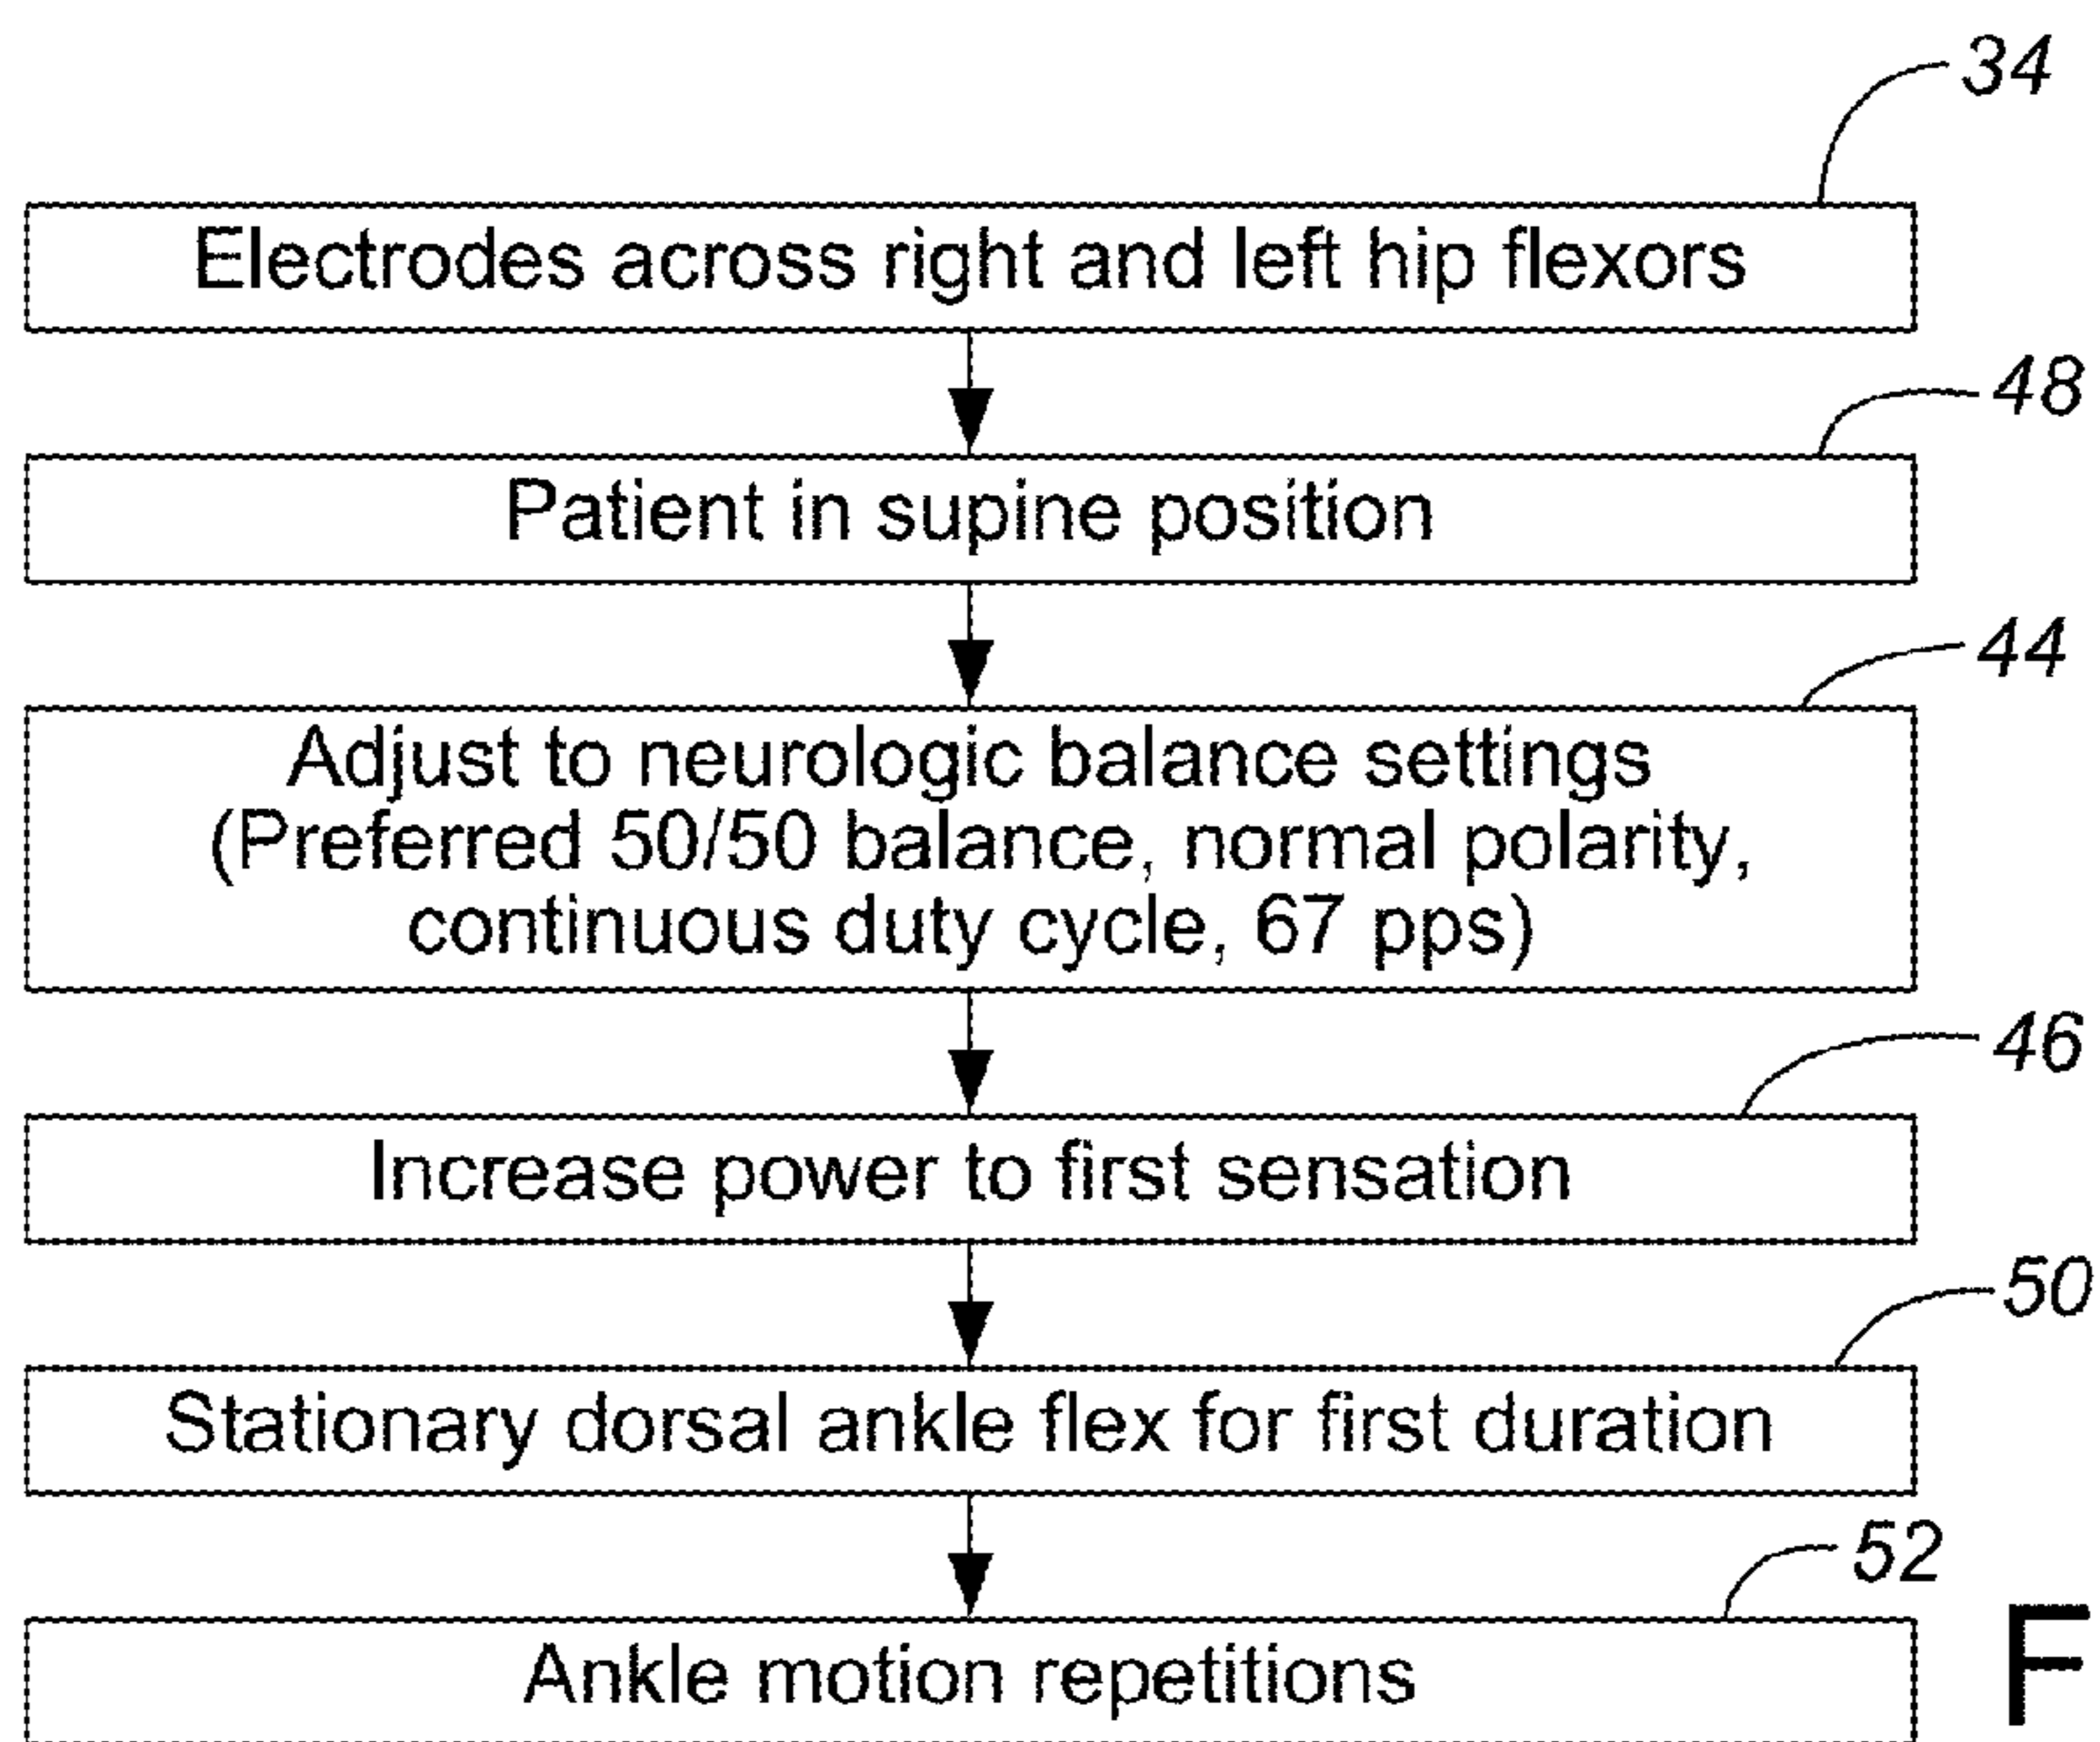 34
Electrodes across right and left hip flexors
48
Patient in supine position
44
Adjust to neurologic balance settings
(Preferred 50/50 balance, normal polarity,
continuous duty cycle, 67 pps)
46
Increase power to first sensation
50
Stationary dorsal ankle flex for first duration
52
Ankle motion repetitions
F